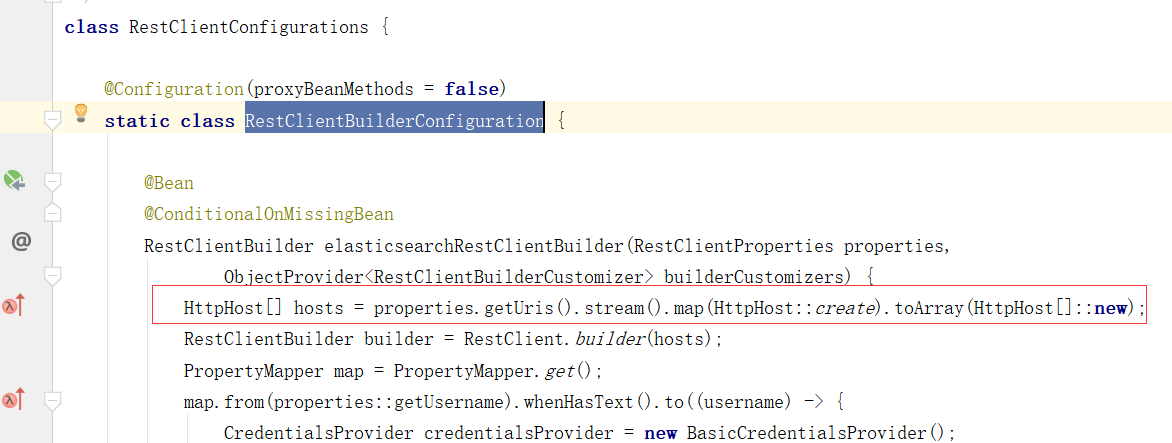 class RestClientConfigurations {
@Configuration(proxyBeanMethods = false)
static class RestClientBuilderConfiguration {
@Bean
@ConditionalOnMissingBean
RestClientBuilder elasticsearchRestClientBuilder(RestClientProperties properties,
ObjectProvider<RestClientBuilderCustomizer> builderCustomizers) {
HttpHost[] hosts = properties.getUris().stream().map(HttpHost::create).toArray(HttpHost[]::new);
RestClientBuilder builder = RestClient.builder(hosts);
PropertyMapper map = PropertyMapper.get();
map.from(properties::getUsername).whenHasText().to((username) -> {
CredentialsProvider credentialsProvider = new BasicCredentialsProvider();